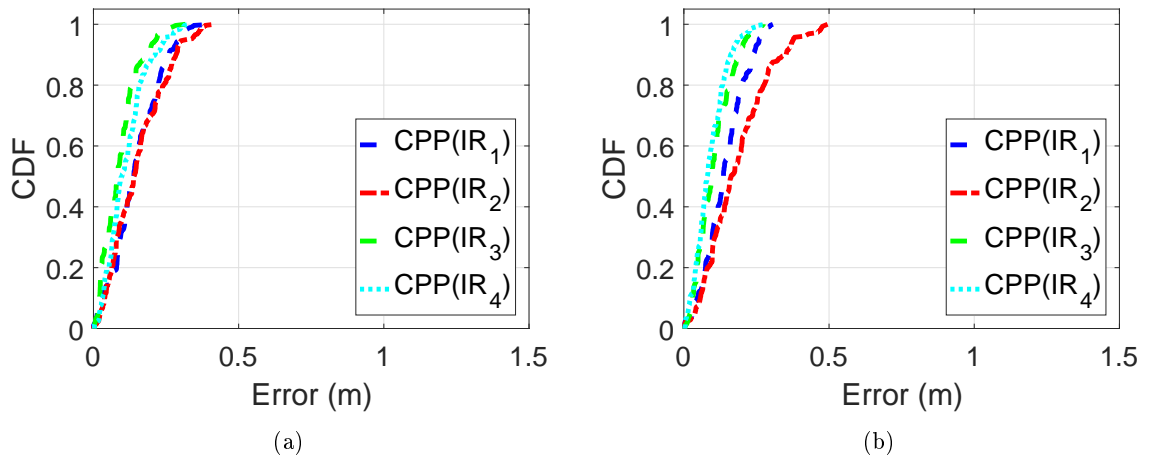 1
0.8
0.6
0.4
0.2
0
CDF
0 0.5 1 1.5
Error (m)
CPP(IR1)
CPP(IR2)
CPP(IR3)
CPP(IR4)
(a)
1
0.8
0.6
0.4
0.2
0
CDF
0 0.5 1 1.5
Error (m)
CPP(IR1)
CPP(IR2)
CPP(IR3)
CPP(IR4)
(b)